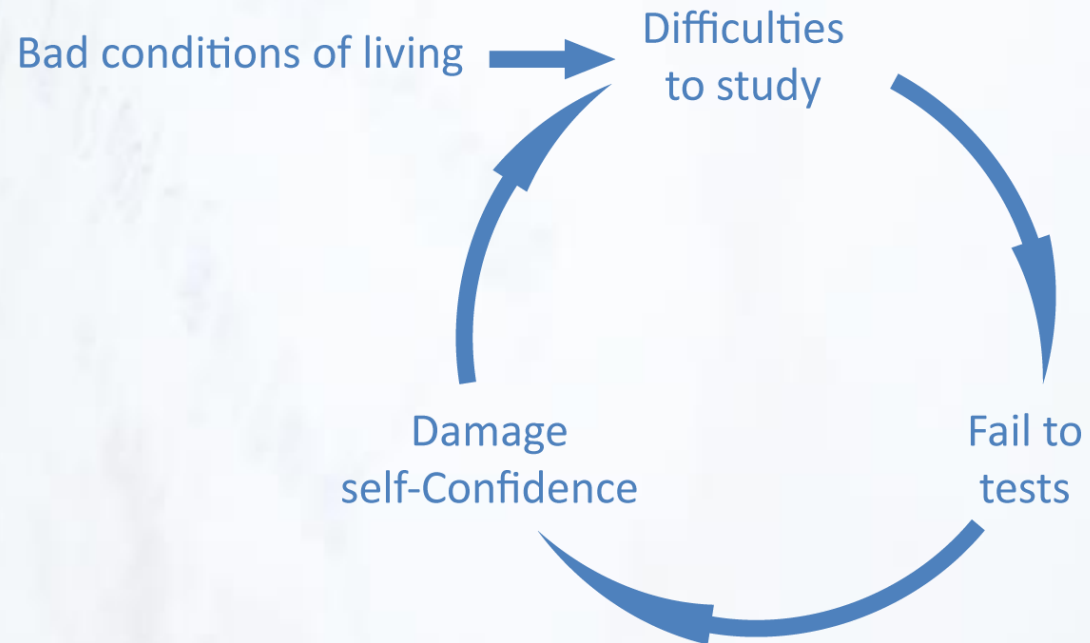 Bad conditions of living
Difficulties
to study
Fail to
tests
Damage
self-Confidence